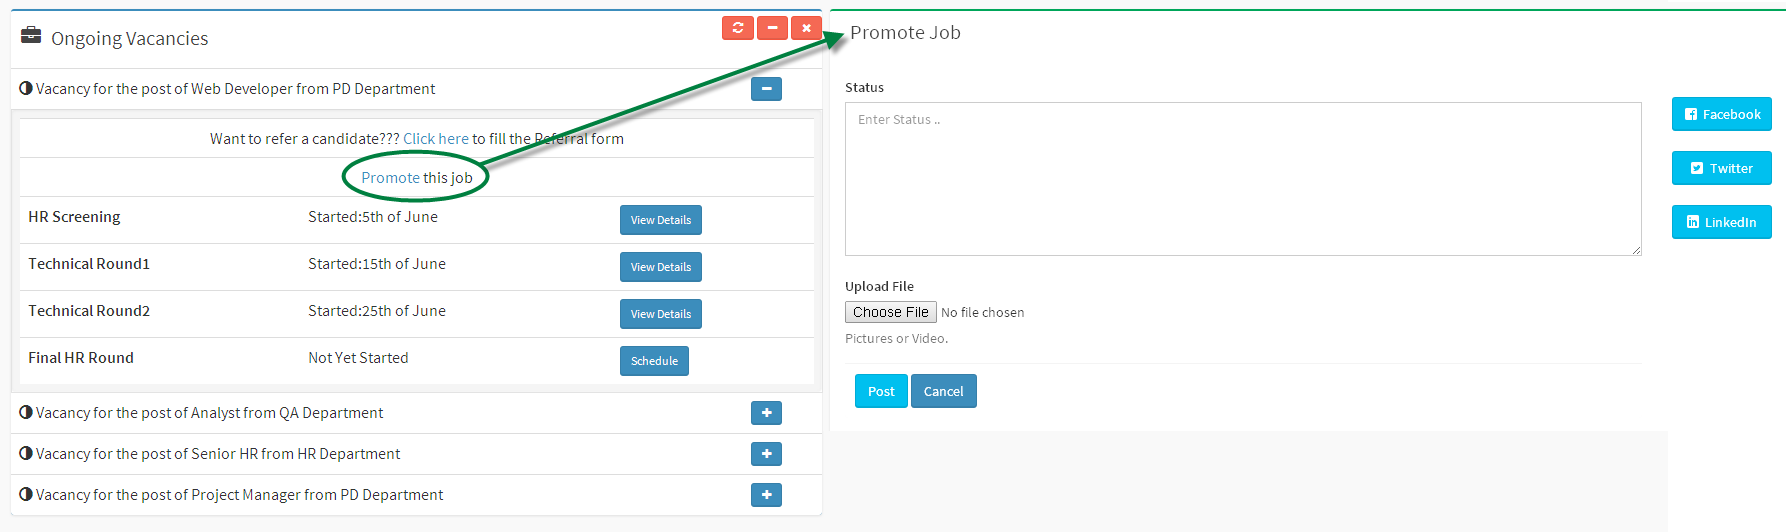 Ongoing Vacancies
Vacancy for the post of Web Developer from PD Department
Want to refer a candidate??? Click here to fill the Referral form
Promote this job
HR Screening Started:5th of June View Details
Technical Round1 Started:15th of June View Details
Technical Round2 Started:25th of June View Details
Final HR Round Not Yet Started Schedule
Vacancy for the post of Analyst from QA Department
Vacancy for the post of Senior HR from HR Department
Vacancy for the post of Project Manager from PD Department
Promote Job
Status
Enter Status ..
Facebook
Twitter
LinkedIn
Upload File
Choose File No file chosen
Pictures or Video.
Post Cancel